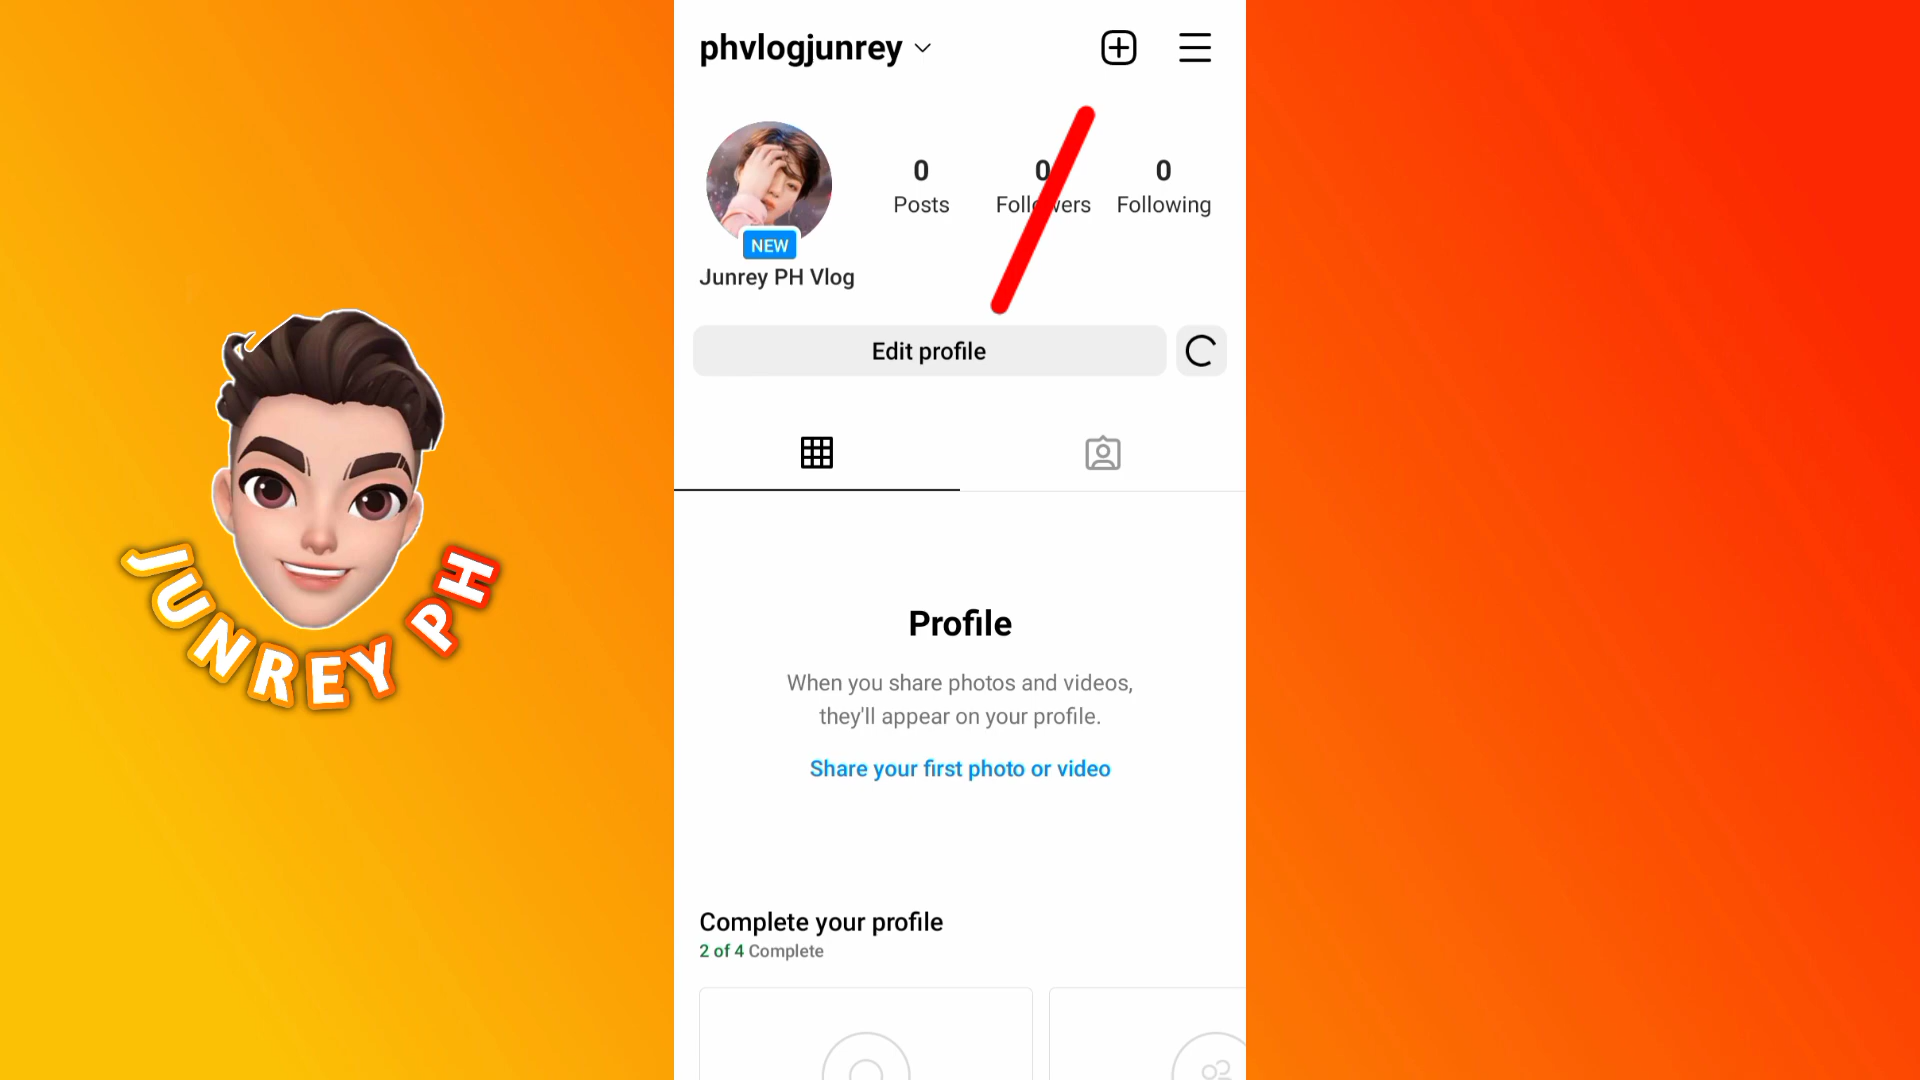 JUNREY PH
phvlogjunrey
0 0 0
Posts Followers Following
NEW
Junrey PH Vlog
Edit profile
Profile
When you share photos and videos,
they'll appear on your profile.
Share your first photo or video
Complete your profile
2 of 4 Complete